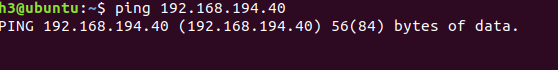 h3@ubuntu:~$ ping 192.168.194.40
PING 192.168.194.40 (192.168.194.40) 56(84) bytes of data.